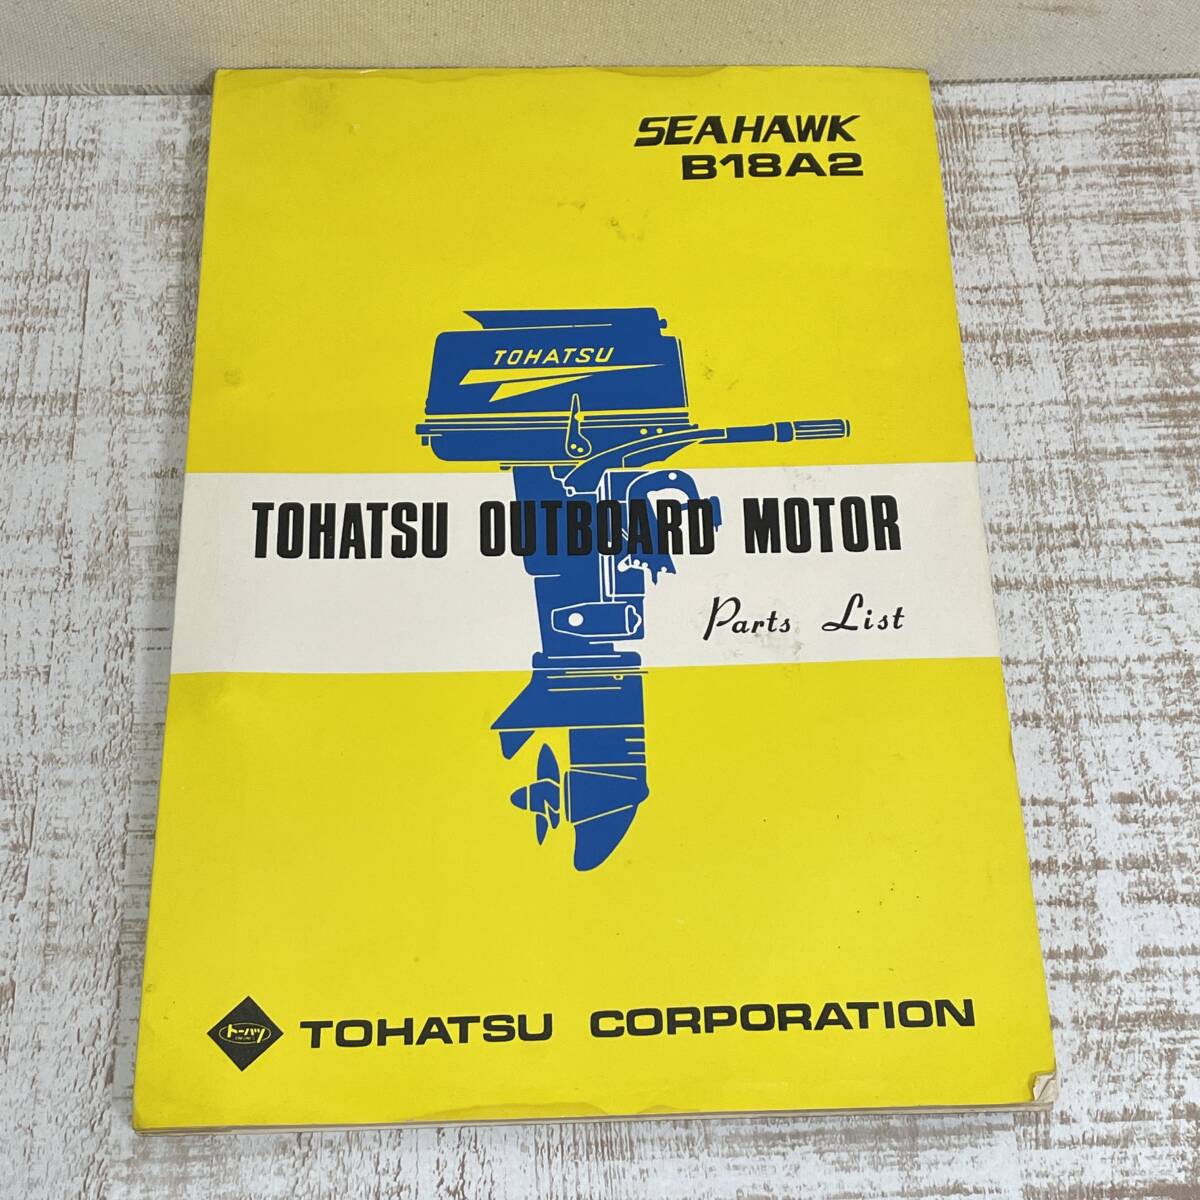 SEAHAWK
B18A2
TOHATSU
TOHATSU OUTBOARD MOTOR
Parts List
トーハツ
TOHATSU CORPORATION